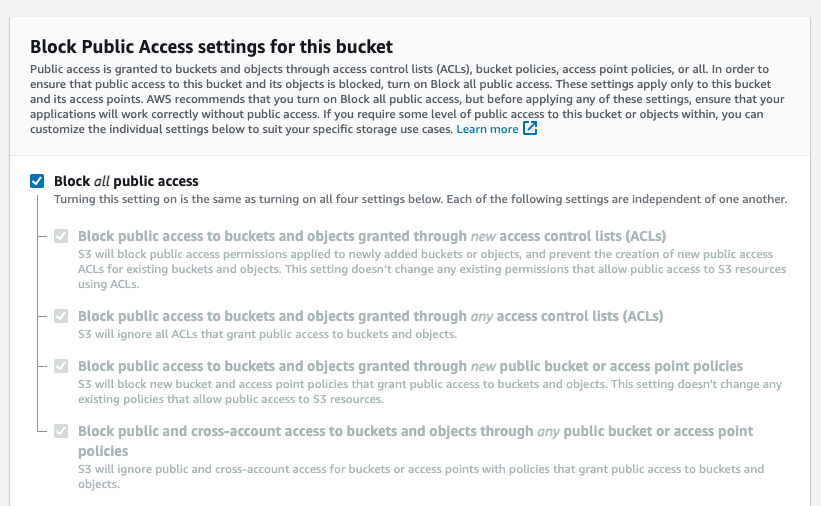 Block Public Access settings for this bucket
Public access is granted to buckets and objects through access control lists (ACLs), bucket policies, access point policies, or all. In order to
ensure that public access to this bucket and its objects is blocked, turn on Block all public access. These settings apply only to this bucket
and its access points. AWS recommends that you turn on Block all public access, but before applying any of these settings, ensure that your
applications will work correctly without public access. If you require some level of public access to this bucket or objects within, you can
customize the individual settings below to suit your specific storage use cases. Learn more
Block all public access
Turning this setting on is the same as turning on all four settings below. Each of the following settings are independent of one another.
Block public access to buckets and objects granted through new access control lists (ACLs)
S3 will block public access permissions applied to newly added buckets or objects, and prevent the creation of new public access
ACLs for existing buckets and objects. This setting doesn't change any existing permissions that allow public access to S3 resources
using ACLs.
Block public access to buckets and objects granted through any access control lists (ACLs)
S3 will ignore all ACLs that grant public access to buckets and objects.
Block public access to buckets and objects granted through new public bucket or access point policies
S3 will block new bucket and access point policies that grant public access to buckets and objects. This setting doesn't change any
existing policies that allow public access to S3 resources.
Block public and cross-account access to buckets and objects through any public bucket or access point
policies
S3 will ignore public and cross-account access for buckets or access points with policies that grant public access to buckets and
objects.